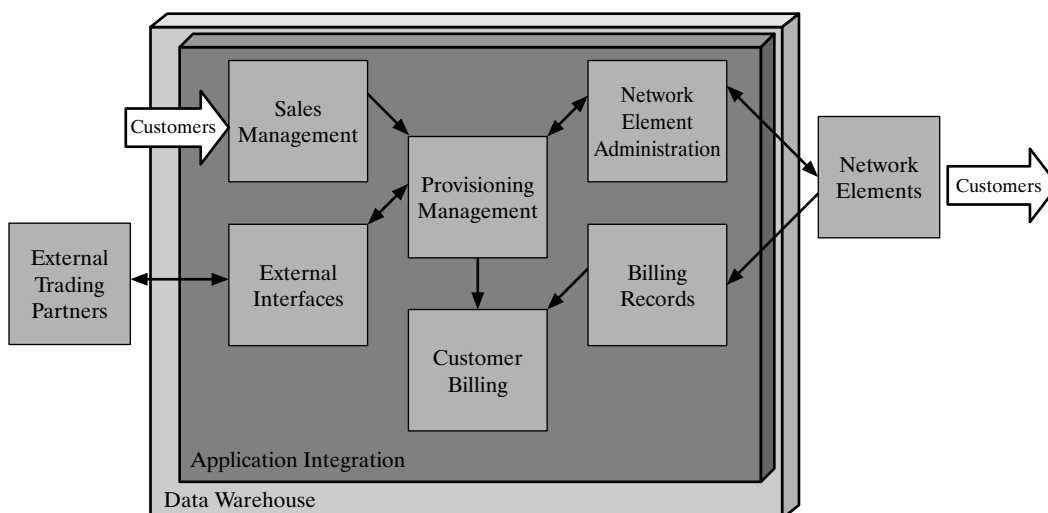 Customers
Sales
Management
Network
Element
Administration
Provisioning
Management
Network
Elements
Customers
External
Trading
Partners
External
Interfaces
Billing
Records
Customer
Billing
Application Integration
Data Warehouse